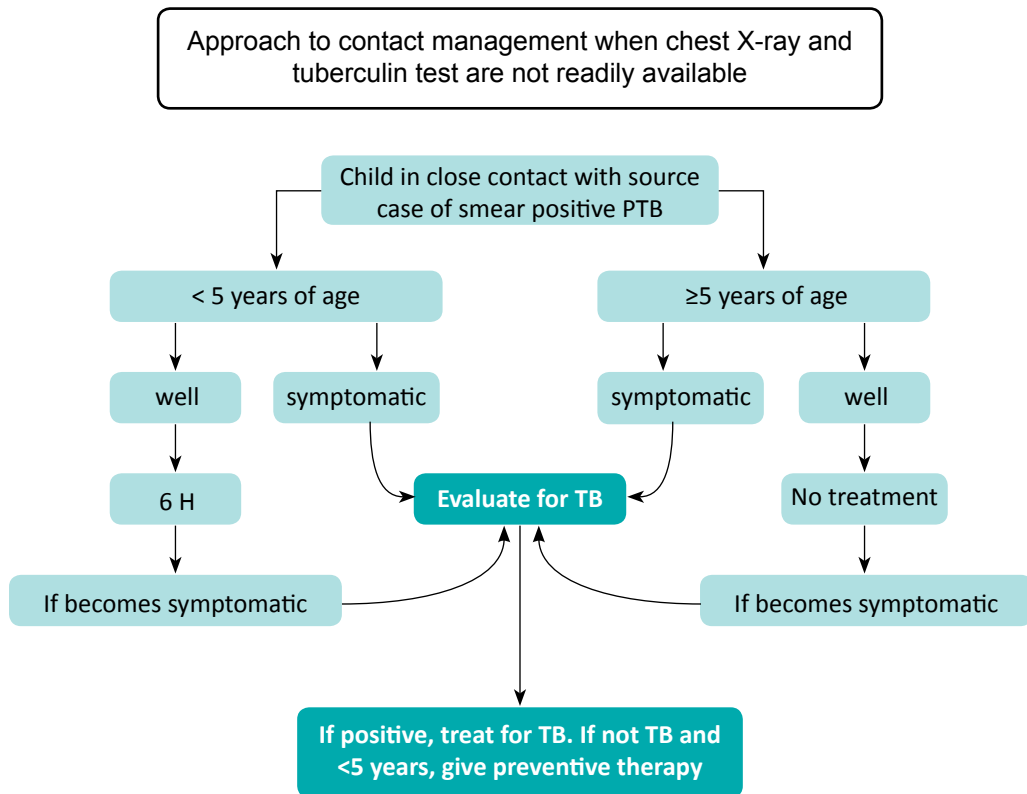 Approach to contact management when chest X-ray and
tuberculin test are not readily available
Child in close contact with source
case of smear positive PTB
< 5 years of age
≥5 years of age
well
symptomatic
symptomatic
well
6 H
Evaluate for TB
No treatment
If becomes symptomatic
If becomes symptomatic
If positive, treat for TB. If not TB and
<5 years, give preventive therapy